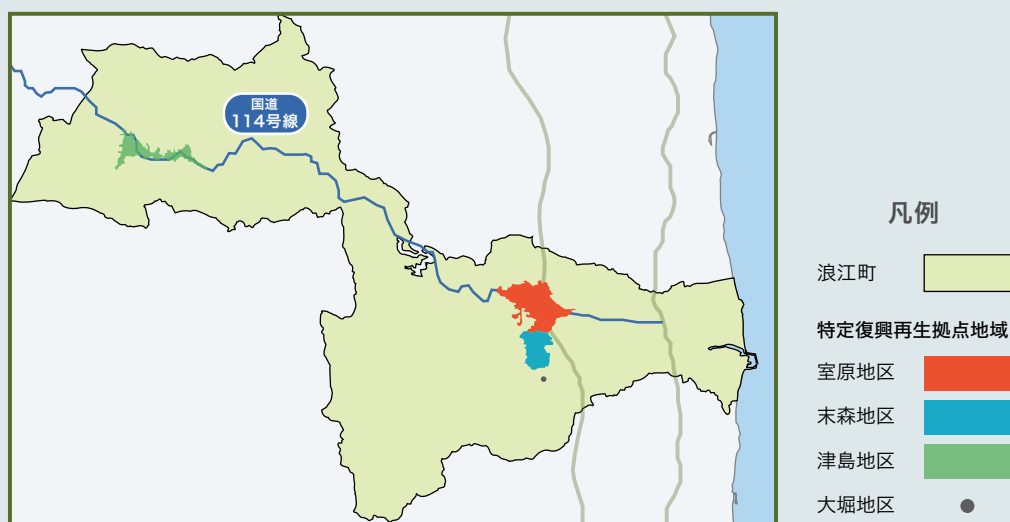 国道
114号線
凡例
浪江町
特定復興再生拠点地域
室原地区
末森地区
津島地区
大堀地区